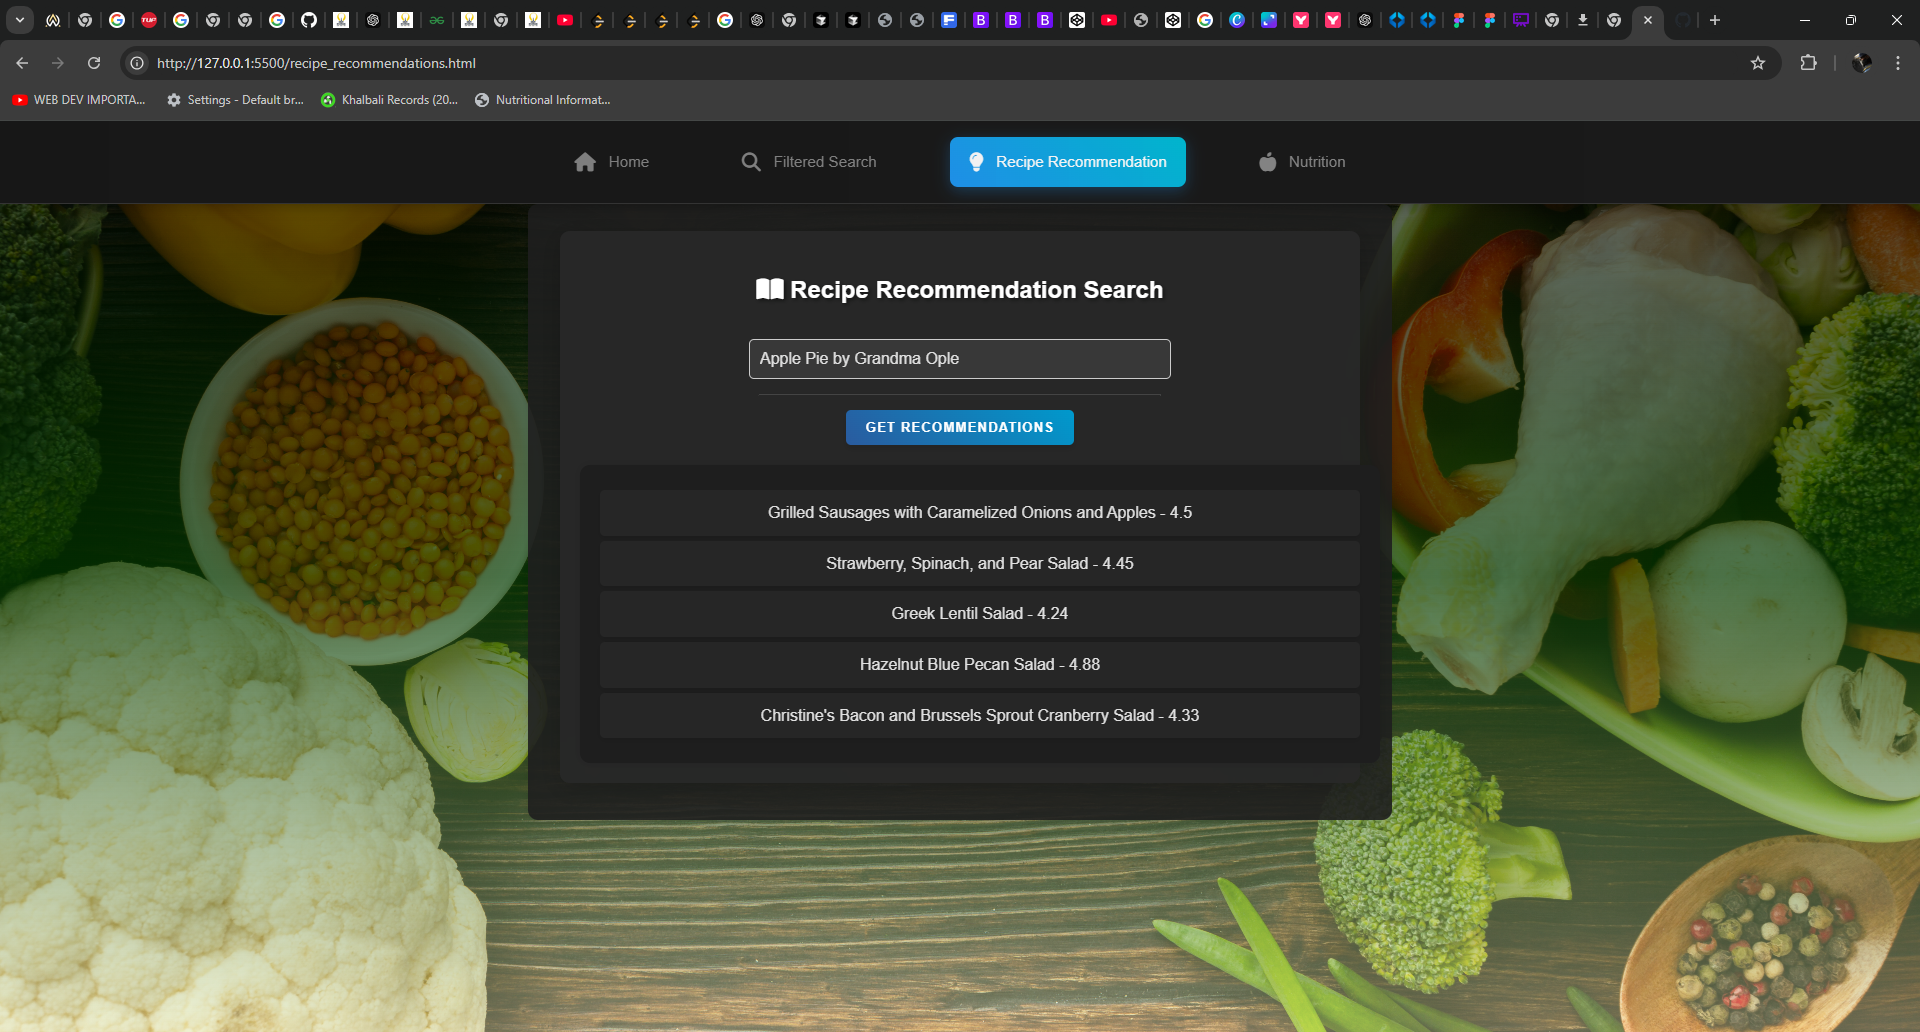 http://127.0.0.1:5500/recipe_recommendations.html
WEB DEV IMPORTA... Settings - Default br... Khalbali Records (20... Nutritional Informat...
Home Filtered Search Recipe Recommendation Nutrition
Recipe Recommendation Search
Apple Pie by Grandma Ople
GET RECOMMENDATIONS
Grilled Sausages with Caramelized Onions and Apples - 4.5
Strawberry, Spinach, and Pear Salad - 4.45
Greek Lentil Salad - 4.24
Hazelnut Blue Pecan Salad - 4.88
Christine's Bacon and Brussels Sprout Cranberry Salad - 4.33